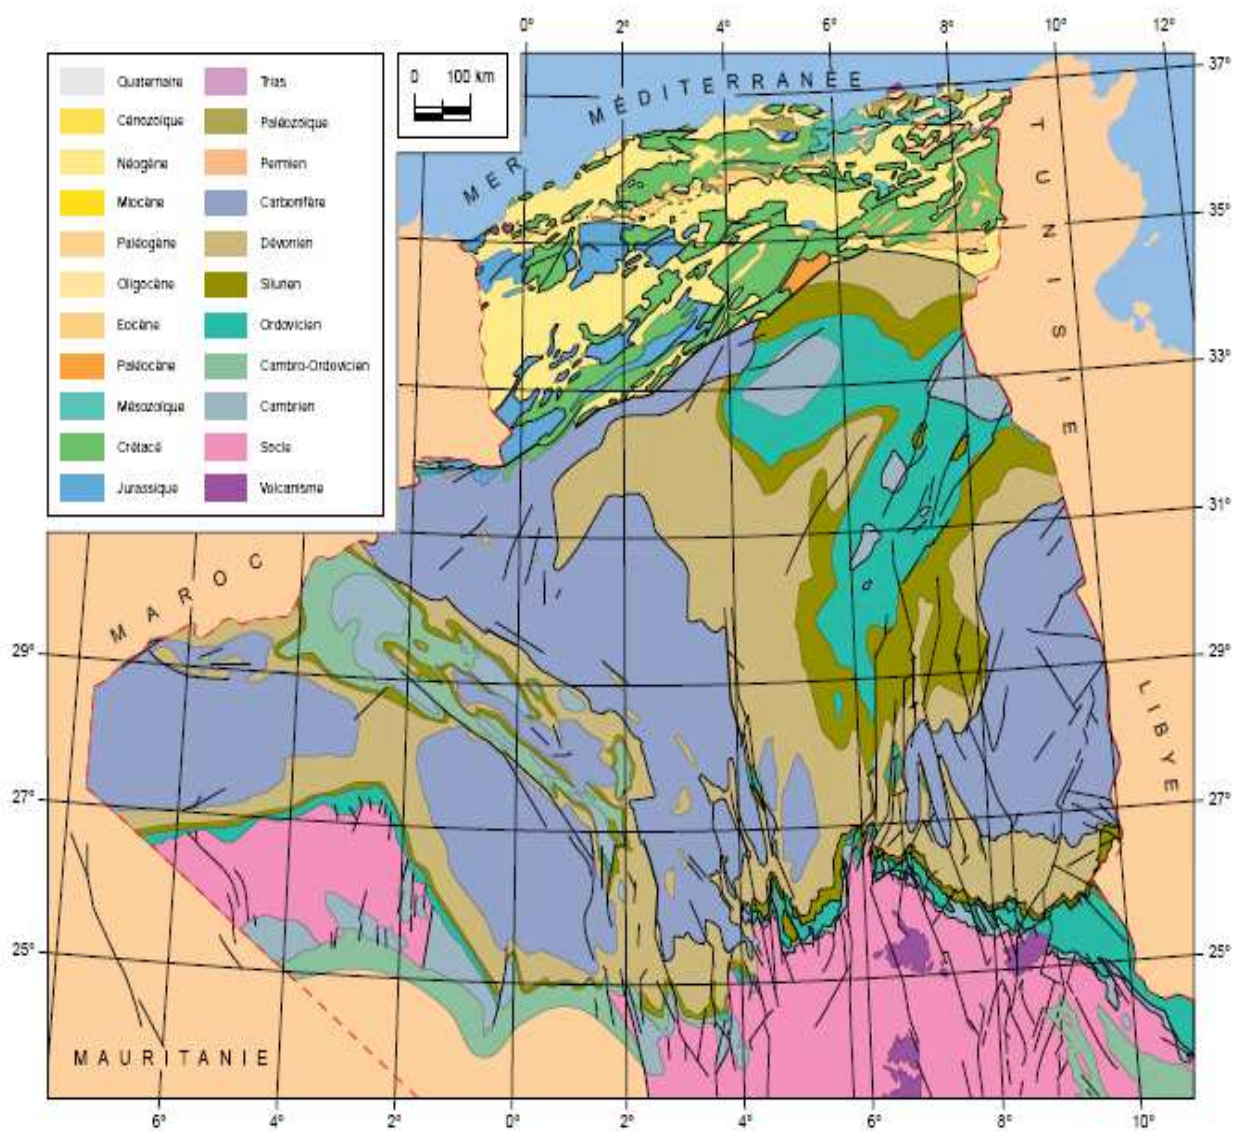 0° 2° 4° 6° 8° 10° 12°
Quaternaire
Cénozoïque
Néogène
Miocène
Paléogène
Oligocène
Eocène
Paléocène
Mésozoïque
Crétacé
Jurassique
Trias
Paléozoïque
Permien
Carbonifère
Dévonien
Silurien
Ordovicien
Cambro-Ordovicien
Cambrien
Socle
Volcanisme
0 100 km
MER MÉDITERRANÉE
TUNISIE
MAROC
LIBYE
MAURITANIE
37°
35°
33°
31°
29°
27°
25°
29°
27°
25°
6° 4° 2° 0° 2° 4° 6° 8° 10°